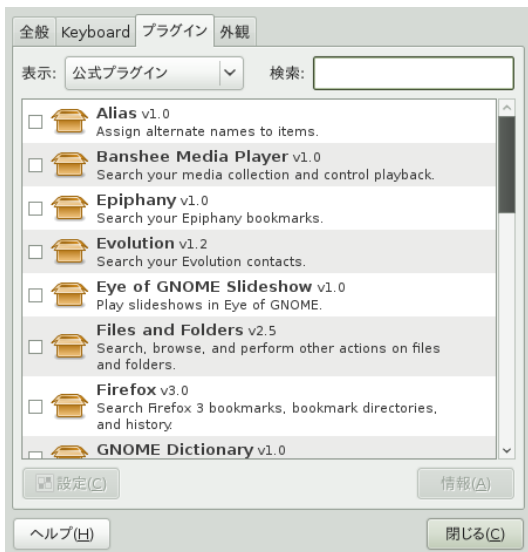 全般 Keyboard プラグイン 外観
表示: 公式プラグイン 検索:
Alias v1.0
Assign alternate names to items.
Banshee Media Player v1.0
Search your media collection and control playback.
Epiphany v1.0
Search your Epiphany bookmarks.
Evolution v1.2
Search your Evolution contacts.
Eye of GNOME Slideshow v1.0
Play slideshows in Eye of GNOME.
Files and Folders v2.5
Search, browse, and perform other actions on files
and folders.
Firefox v3.0
Search Firefox 3 bookmarks, bookmark directories,
and history.
GNOME Dictionary v1.0
設定(C) 情報(A)
ヘルプ(H) 閉じる(C)